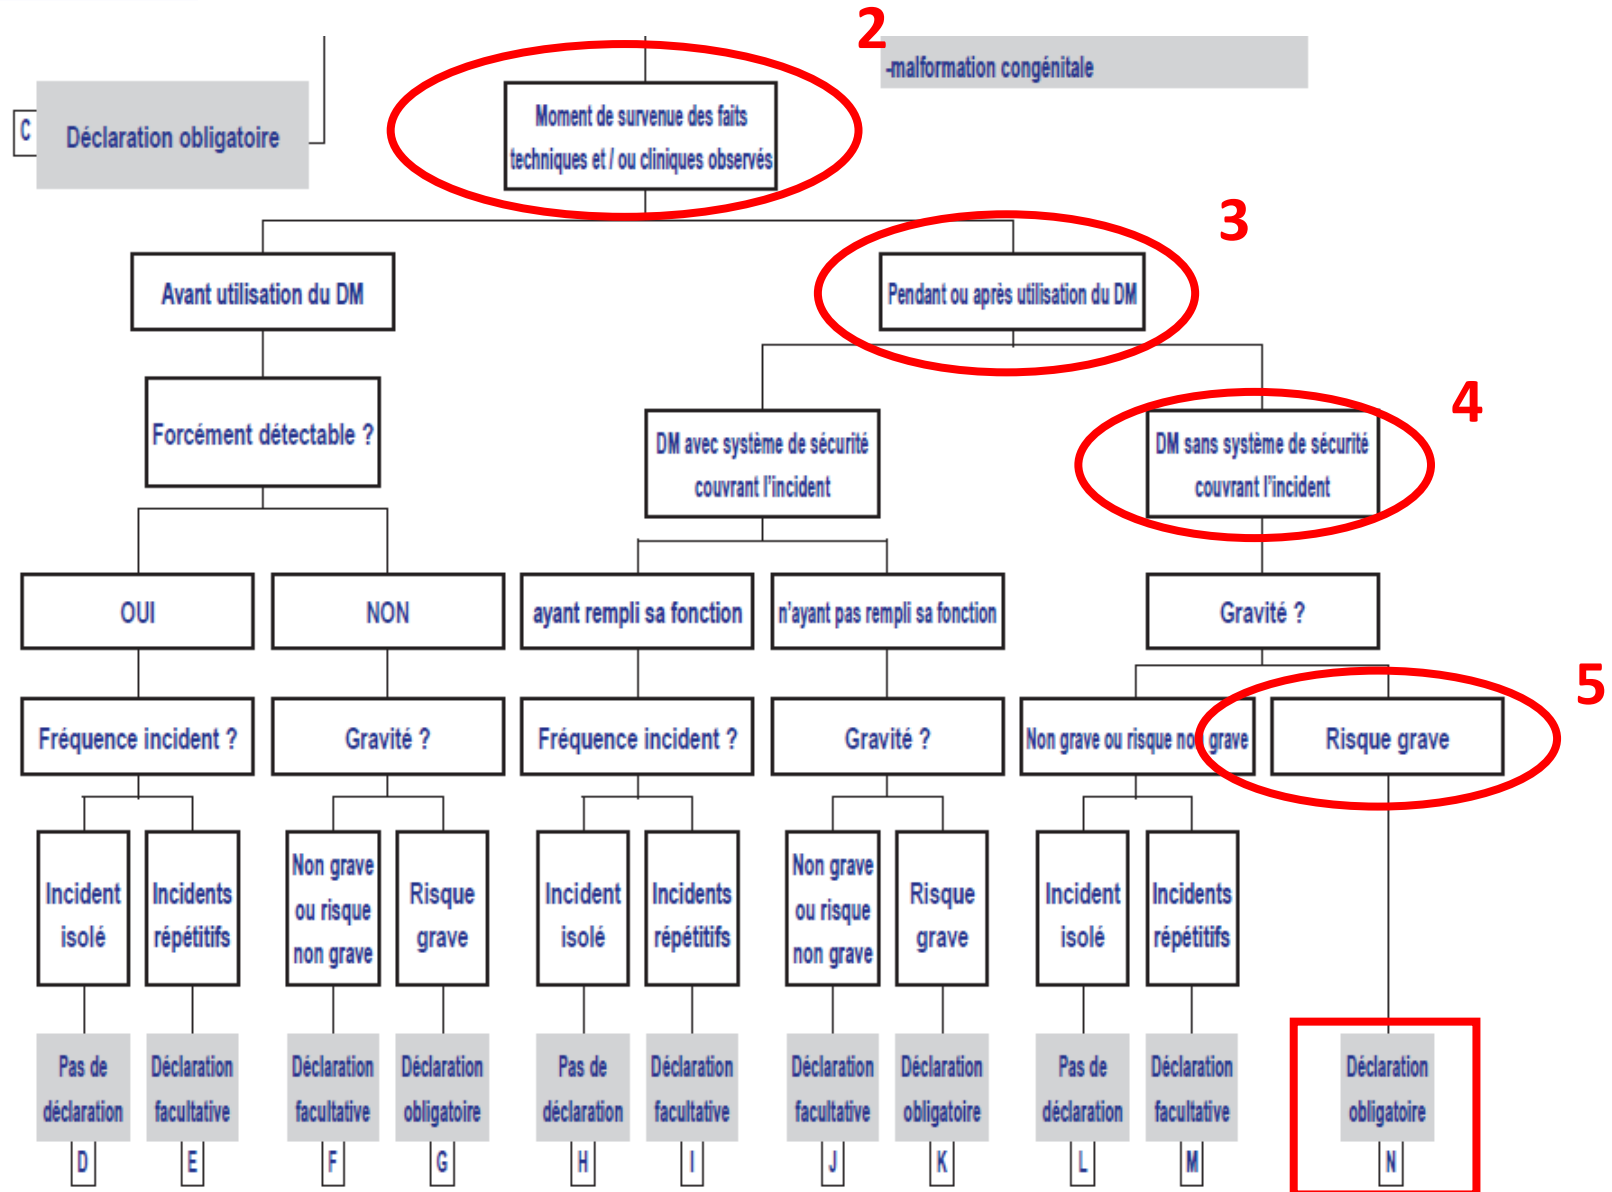 2
-malformation congénitale
C
Déclaration obligatoire
Moment de survenue des faits
techniques et / ou cliniques observés
3
Avant utilisation du DM
Pendant ou après utilisation du DM
4
Forcément détectable ?
DM avec système de sécurité
couvrant l'incident
DM sans système de sécurité
couvrant l'incident
OUI
NON
ayant rempli sa fonction
n'ayant pas rempli sa fonction
Gravité ?
5
Fréquence incident ?
Gravité ?
Fréquence incident ?
Gravité ?
Non grave ou risque non grave
Risque grave
Incident
isolé
Incidents
répétitifs
Non grave
ou risque
non grave
Risque
grave
Incident
isolé
Incidents
répétitifs
Non grave
ou risque
non grave
Risque
grave
Incident
isolé
Incidents
répétitifs
Pas de
déclaration
Déclaration
facultative
Déclaration
facultative
Déclaration
obligatoire
Pas de
déclaration
Déclaration
facultative
Déclaration
facultative
Déclaration
obligatoire
Pas de
déclaration
Déclaration
facultative
Déclaration
obligatoire
D
E
F
G
H
I
J
K
L
M
N